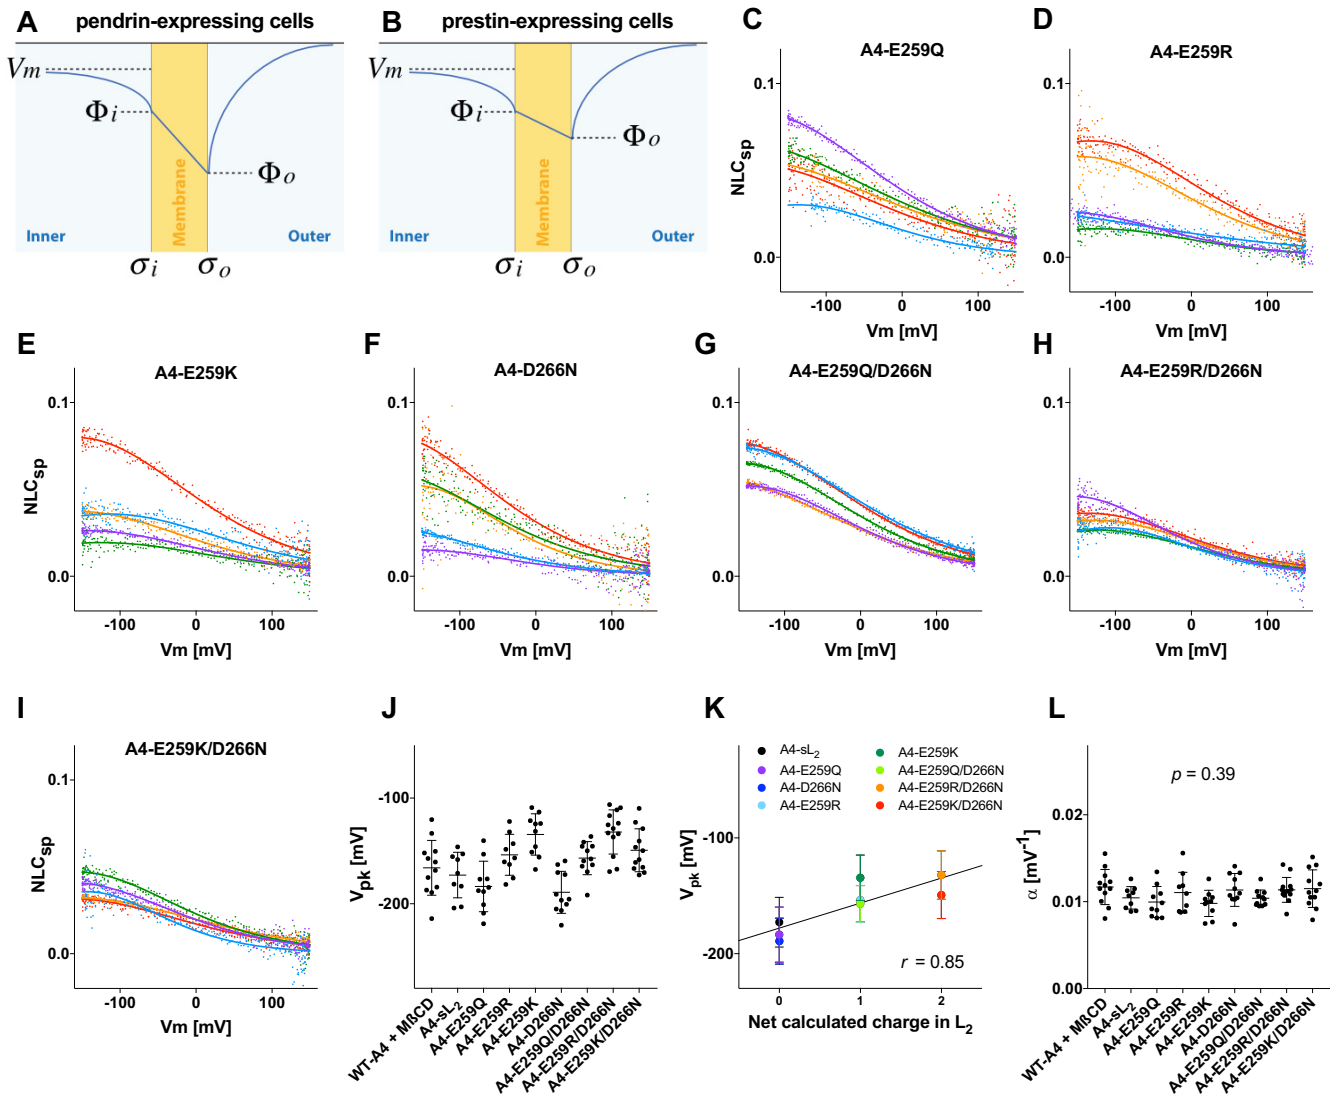 A
pendrin-expressing cells
Vm
Φi
Φo
Membrane
Inner
Outer
σi
σo
B
prestin-expressing cells
Vm
Φi
Φo
Membrane
Inner
Outer
σi
σo
C
A4-E259Q
NLCsp
0.1
0.0
-100
0
100
Vm [mV]
D
A4-E259R
0.1
0.0
-100
0
100
Vm [mV]
E
A4-E259K
NLCsp
0.1
0.0
-100
0
100
Vm [mV]
F
A4-D266N
0.1
0.0
-100
0
100
Vm [mV]
G
A4-E259Q/D266N
0.1
0.0
-100
0
100
Vm [mV]
H
A4-E259R/D266N
0.1
0.0
-100
0
100
Vm [mV]
I
A4-E259K/D266N
NLCsp
0.1
0.0
-100
0
100
Vm [mV]
J
Vpk [mV]
-100
-200
WT-A4 + MßCD
A4-sL2
A4-E259Q
A4-E259R
A4-E259K
A4-D266N
A4-E259Q/D266N
A4-E259R/D266N
A4-E259K/D266N
K
A4-sL2
A4-E259Q
A4-D266N
A4-E259R
A4-E259K
A4-E259Q/D266N
A4-E259R/D266N
A4-E259K/D266N
Vpk [mV]
-100
-200
r = 0.85
0
1
2
Net calculated charge in L2
L
p = 0.39
α [mV-1]
0.02
0.01
0.00
WT-A4 + MßCD
A4-sL2
A4-E259Q
A4-E259R
A4-E259K
A4-D266N
A4-E259Q/D266N
A4-E259R/D266N
A4-E259K/D266N